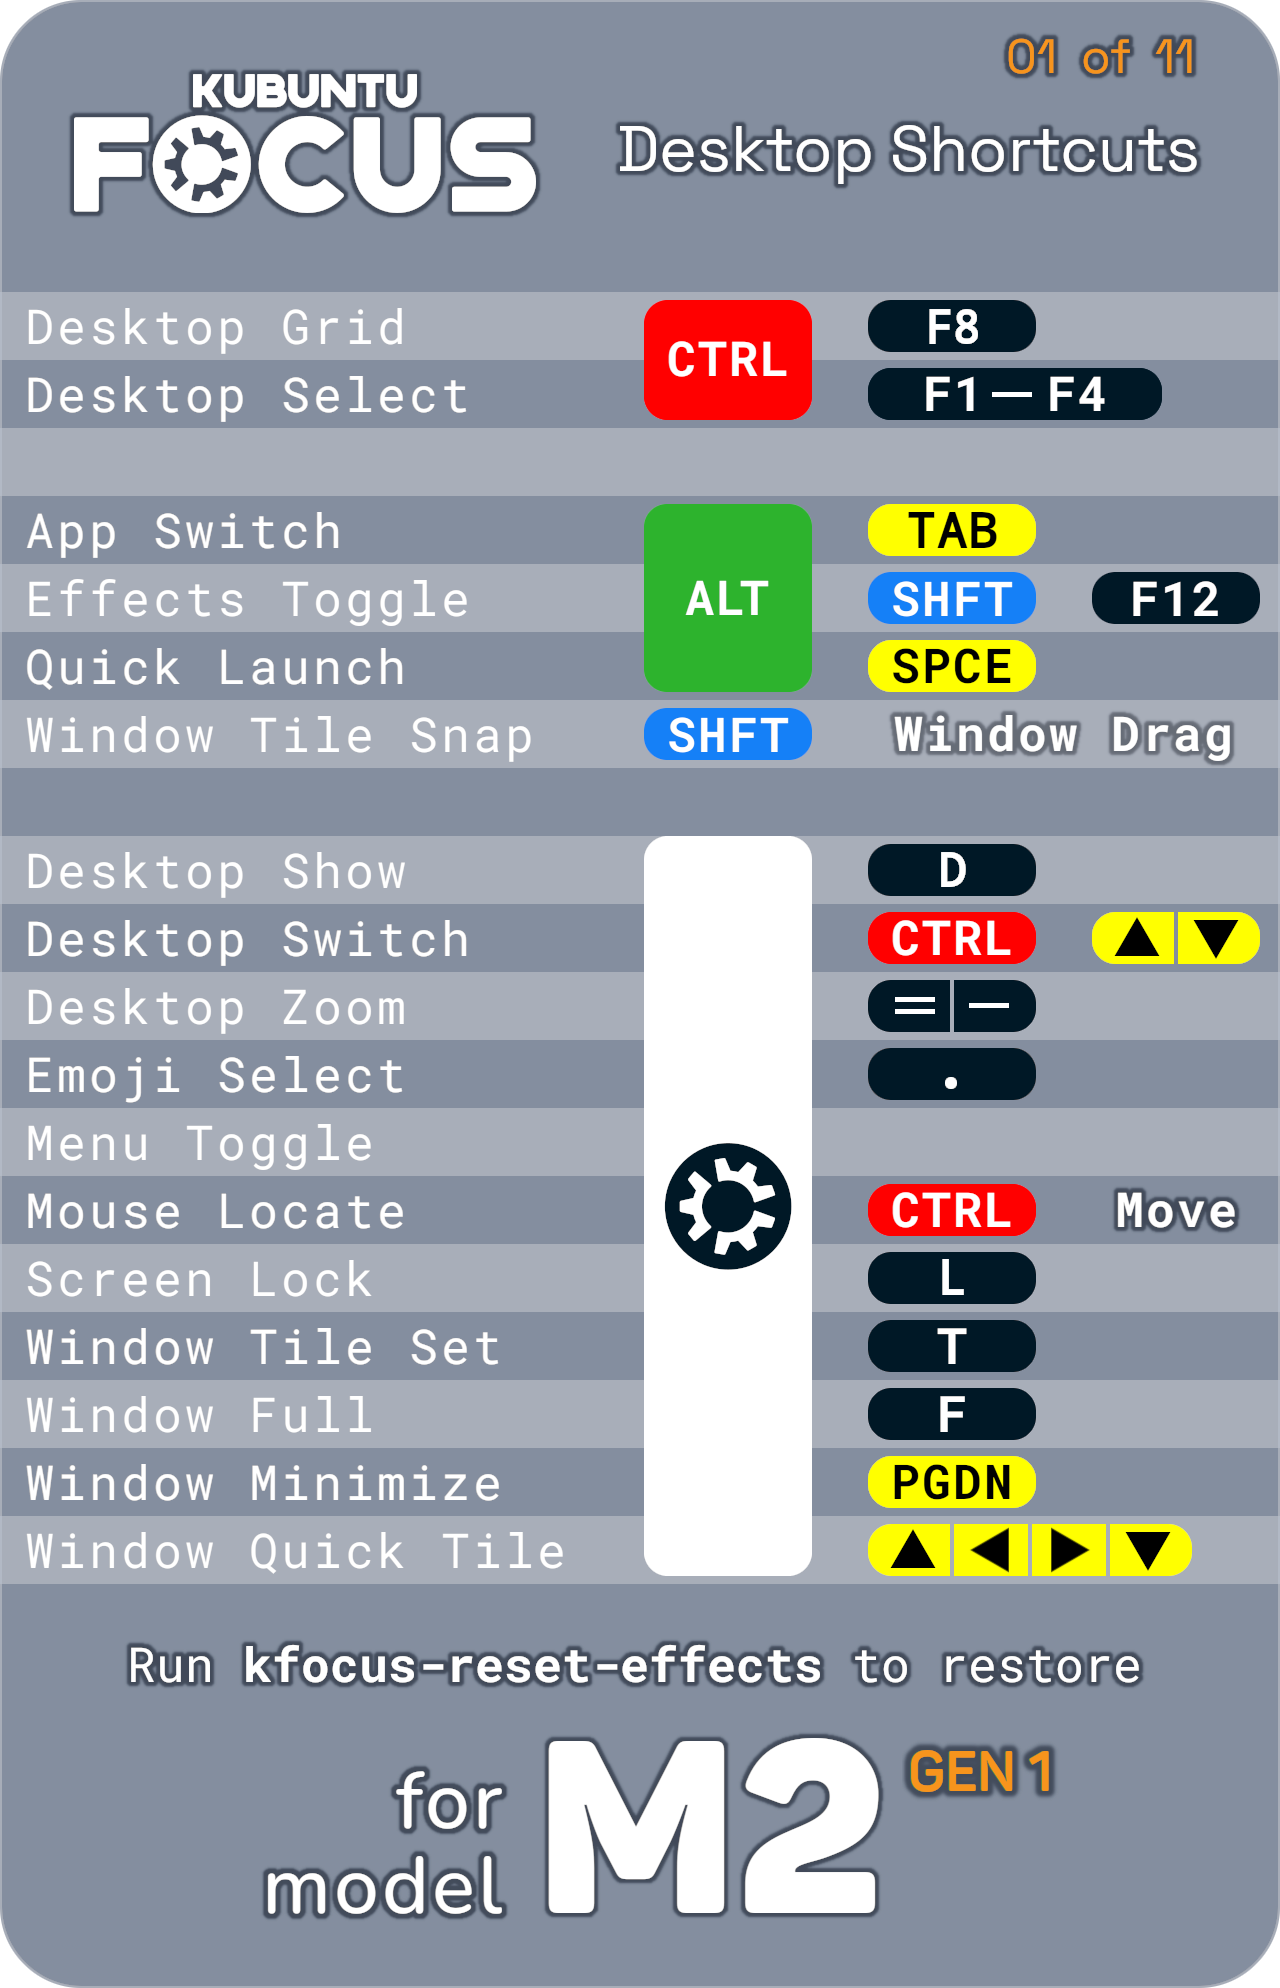 01 of 11
KUBUNTU
FOCUS
Desktop Shortcuts
Desktop Grid CTRL F8
Desktop Select F1 — F4
App Switch ALT TAB
Effects Toggle SHFT F12
Quick Launch SPCE
Window Tile Snap SHFT Window Drag
Desktop Show D
Desktop Switch CTRL ▲ ▼
Desktop Zoom = −
Emoji Select .
Menu Toggle
Mouse Locate CTRL Move
Screen Lock L
Window Tile Set T
Window Full F
Window Minimize PGDN
Window Quick Tile ▲ ◀ ▶ ▼
Run kfocus-reset-effects to restore
for model M2 GEN 1